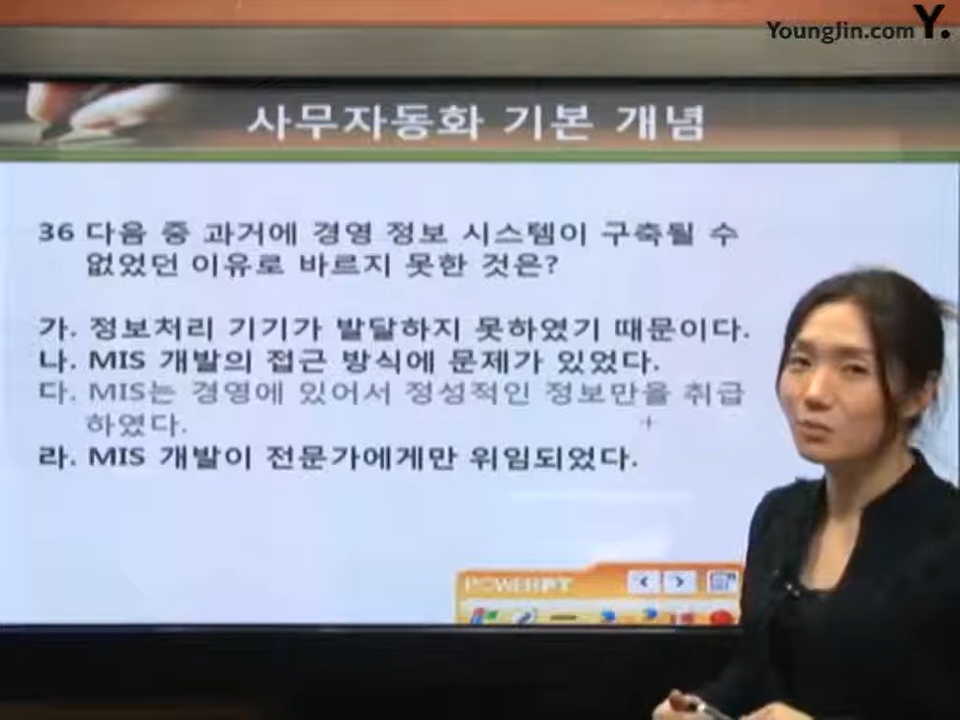 YoungJin.com Y.
사무자동화 기본 개념
36 다음 중 과거에 경영 정보 시스템이 구축될 수
없었던 이유로 바르지 못한 것은?
가. 정보처리 기기가 발달하지 못하였기 때문이다.
나. MIS 개발의 접근 방식에 문제가 있었다.
다. MIS는 경영에 있어서 정성적인 정보만을 취급
하였다.
라. MIS 개발이 전문가에게만 위임되었다.
POWERPT